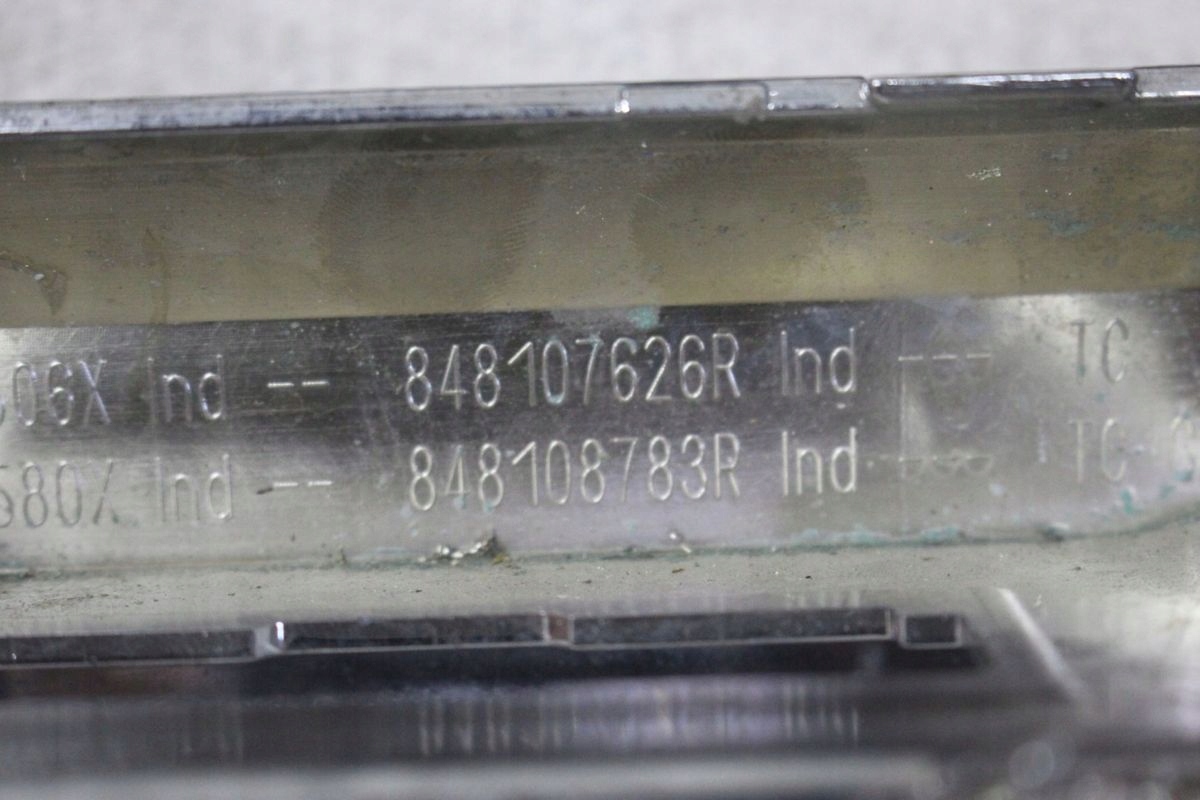 06X Ind -- 848107626R Ind --- TC
580X Ind -- 848108783R Ind --- TC